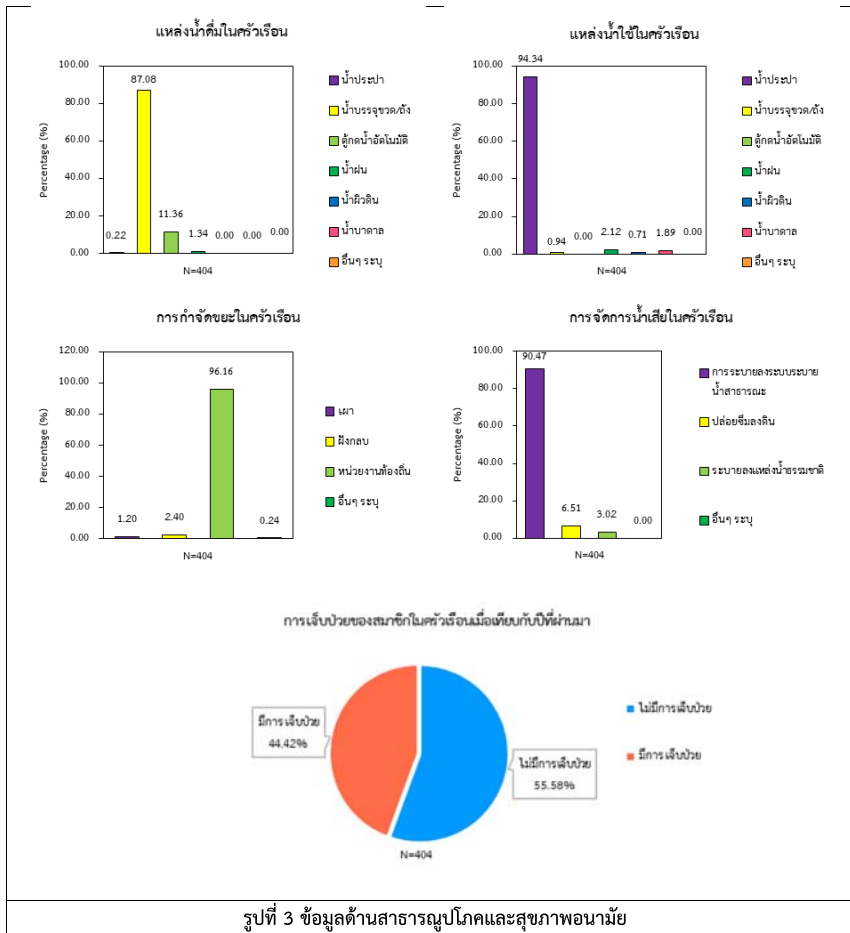 แหล่งน้ำดื่มในครัวเรือน
Percentage (%)
100.00
80.00
60.00
40.00
20.00
0.00
0.22
87.08
11.36
1.34
0.00
0.00
0.00
N=404
น้ำประปา
น้ำบรรจุขวด/ถัง
ตู้กดน้ำอัตโนมัติ
น้ำฝน
น้ำผิวดิน
น้ำบาดาล
อื่นๆ ระบุ
แหล่งน้ำใช้ในครัวเรือน
Percentage (%)
100.00
80.00
60.00
40.00
20.00
0.00
94.34
0.94
0.00
2.12
0.71
1.89
0.00
N=404
น้ำประปา
น้ำบรรจุขวด/ถัง
ตู้กดน้ำอัตโนมัติ
น้ำฝน
น้ำผิวดิน
น้ำบาดาล
อื่นๆ ระบุ
การกำจัดขยะในครัวเรือน
Percentage (%)
120.00
100.00
80.00
60.00
40.00
20.00
0.00
1.20
2.40
96.16
0.24
N=404
เผา
ฝังกลบ
หน่วยงานท้องถิ่น
อื่นๆ ระบุ
การจัดการน้ำเสียในครัวเรือน
Percentage (%)
100.00
80.00
60.00
40.00
20.00
0.00
90.47
6.51
3.02
0.00
N=404
การระบายลงระบบระบาย
น้ำสาธารณะ
ปล่อยซึมลงดิน
ระบายลงแหล่งน้ำธรรมชาติ
อื่นๆ ระบุ
การเจ็บป่วยของสมาชิกในครัวเรือนเมื่อเทียบกับปีที่ผ่านมา
มีการเจ็บป่วย
44.42%
ไม่มีการเจ็บป่วย
55.58%
ไม่มีการเจ็บป่วย
มีการเจ็บป่วย
N=404
รูปที่ 3 ข้อมูลด้านสาธารณูปโภคและสุขภาพอนามัย